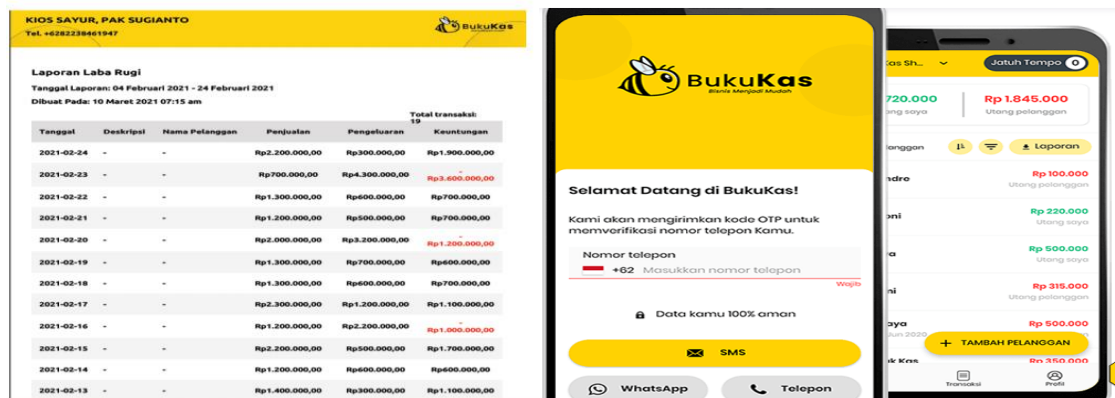 KIOS SAYUR, PAK SUGIANTO
Tel. +6282238461947
BukuKas
Laporan Laba Rugi
Tanggal Laporan: 04 Februari 2021 - 24 Februari 2021
Dibuat Pada: 10 Maret 2021 07:15 am
Total transaksi:
19
Tanggal Deskripsi Nama Pelanggan Penjualan Pengeluaran Keuntungan
2021-02-24 - - Rp2.200.000,00 Rp300.000,00 Rp1.900.000,00
2021-02-23 - - Rp700.000,00 Rp4.300.000,00 -Rp3.600.000,00
2021-02-22 - - Rp1.300.000,00 Rp600.000,00 Rp700.000,00
2021-02-21 - - Rp1.200.000,00 Rp500.000,00 Rp700.000,00
2021-02-20 - - Rp2.000.000,00 Rp3.200.000,00 -Rp1.200.000,00
2021-02-19 - - Rp1.300.000,00 Rp700.000,00 Rp600.000,00
2021-02-18 - - Rp1.300.000,00 Rp600.000,00 Rp700.000,00
2021-02-17 - - Rp2.300.000,00 Rp1.200.000,00 Rp1.100.000,00
2021-02-16 - - Rp1.200.000,00 Rp2.200.000,00 -Rp1.000.000,00
2021-02-15 - - Rp2.200.000,00 Rp500.000,00 Rp1.700.000,00
2021-02-14 - - Rp1.200.000,00 Rp600.000,00 Rp600.000,00
2021-02-13 - - Rp1.400.000,00 Rp300.000,00 Rp1.100.000,00
BukuKas
Bisnis Menjadi Mudah
Selamat Datang di BukuKas!
Kami akan mengirimkan kode OTP untuk
memverifikasi nomor telepon Kamu.
Nomor telepon
+62 Masukkan nomor telepon
Wajib
Data kamu 100% aman
SMS
WhatsApp Telepon
Kas Sh... Jatuh Tempo 0
720.000 Rp 1.845.000
ang saya Utang pelanggan
langgan Laporan
ndre Rp 100.000
Utang pelanggan
oni Rp 220.000
Utang saya
a Rp 500.000
Utang saya
ni Rp 315.000
Utang pelanggan
aya Rp 500.000
Jun 2020
+ TAMBAH PELANGGAN
k Kas Rp 350.000
Transaksi Profil